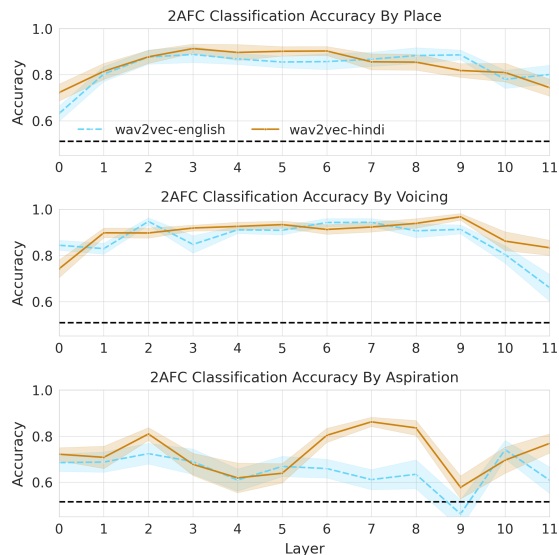 2AFC Classification Accuracy By Place
1.0
0.8
0.6
Accuracy
wav2vec-english wav2vec-hindi
0 1 2 3 4 5 6 7 8 9 10 11
2AFC Classification Accuracy By Voicing
1.0
0.8
0.6
Accuracy
0 1 2 3 4 5 6 7 8 9 10 11
2AFC Classification Accuracy By Aspiration
1.0
0.8
0.6
Accuracy
0 1 2 3 4 5 6 7 8 9 10 11
Layer